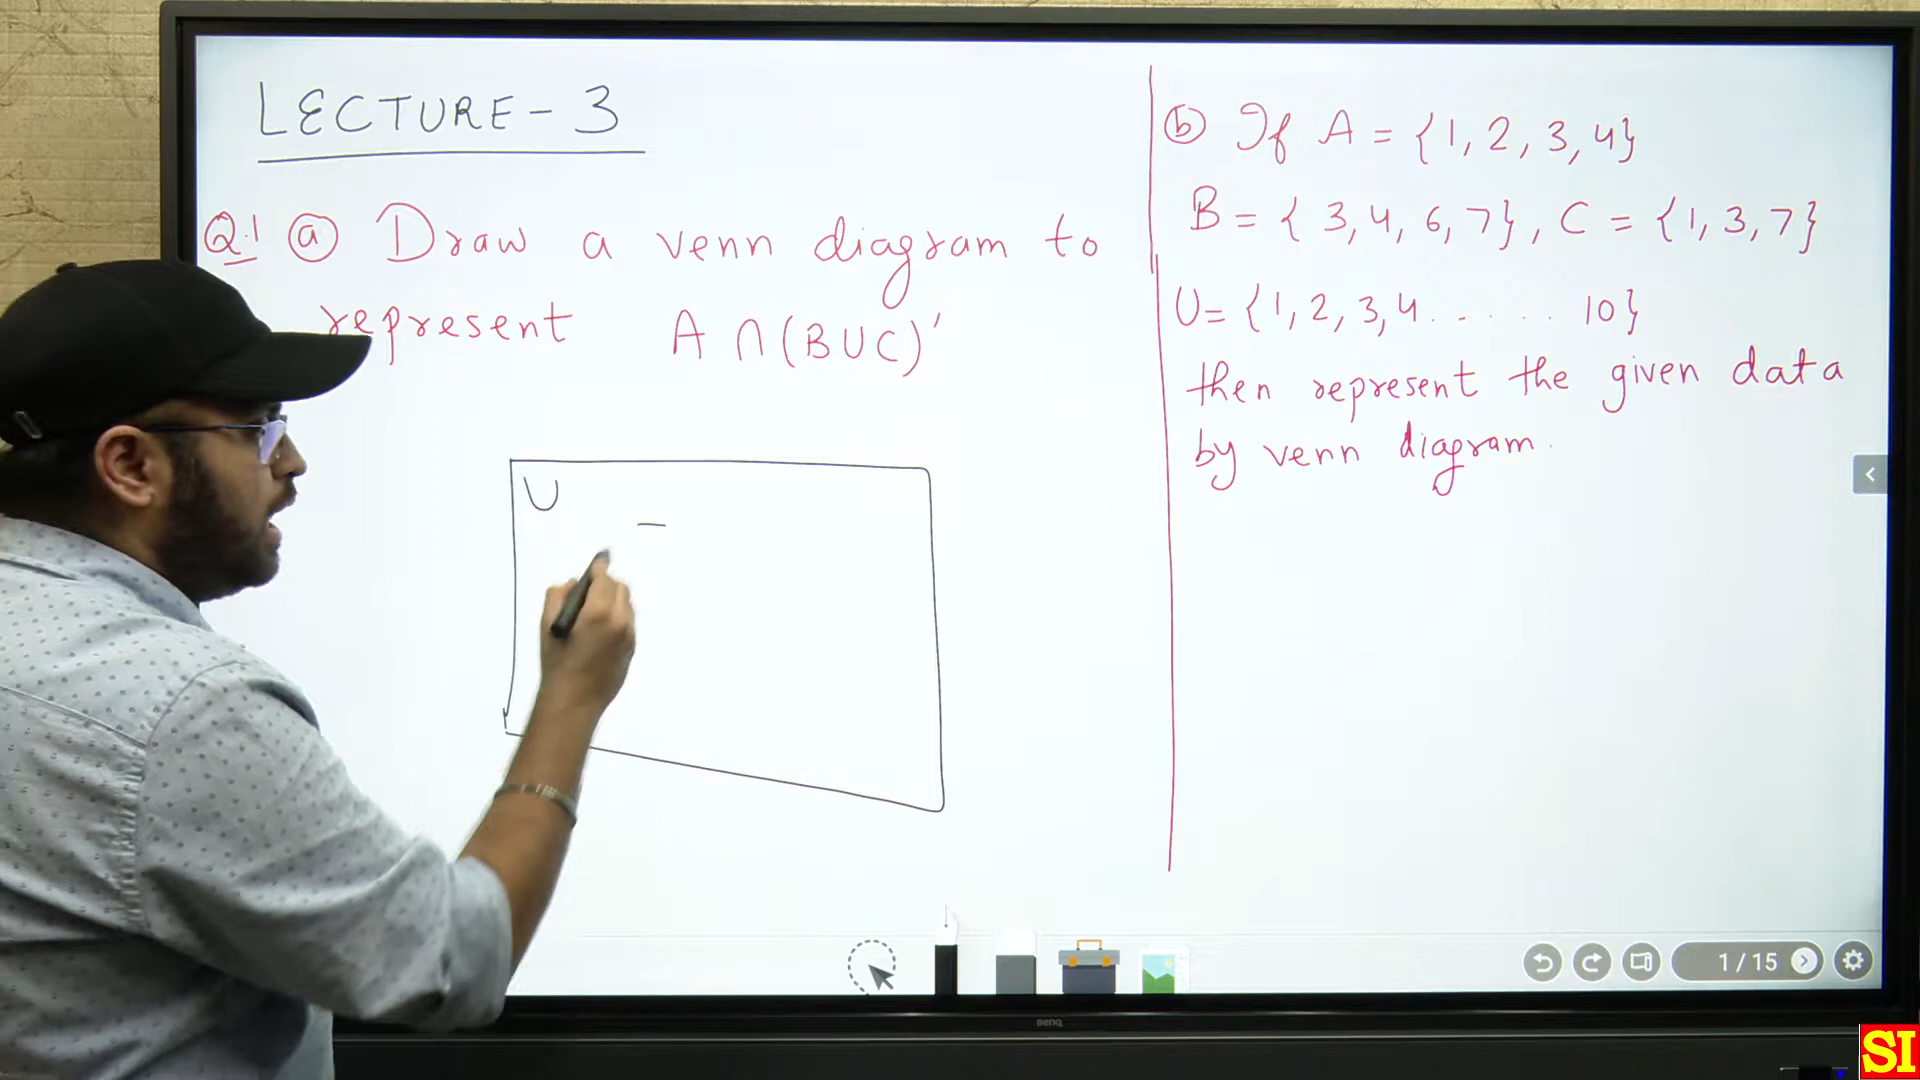 LECTURE - 3
Q.1 (a) Draw a venn diagram to
represent A ∩ (B ∪ C)'
U
(b) If A = {1, 2, 3, 4}
B = { 3, 4, 6, 7}, C = {1, 3, 7}
U = {1, 2, 3, 4 . . . . . . 10}
then represent the given data
by venn diagram.
1 / 15
BenQ
SI